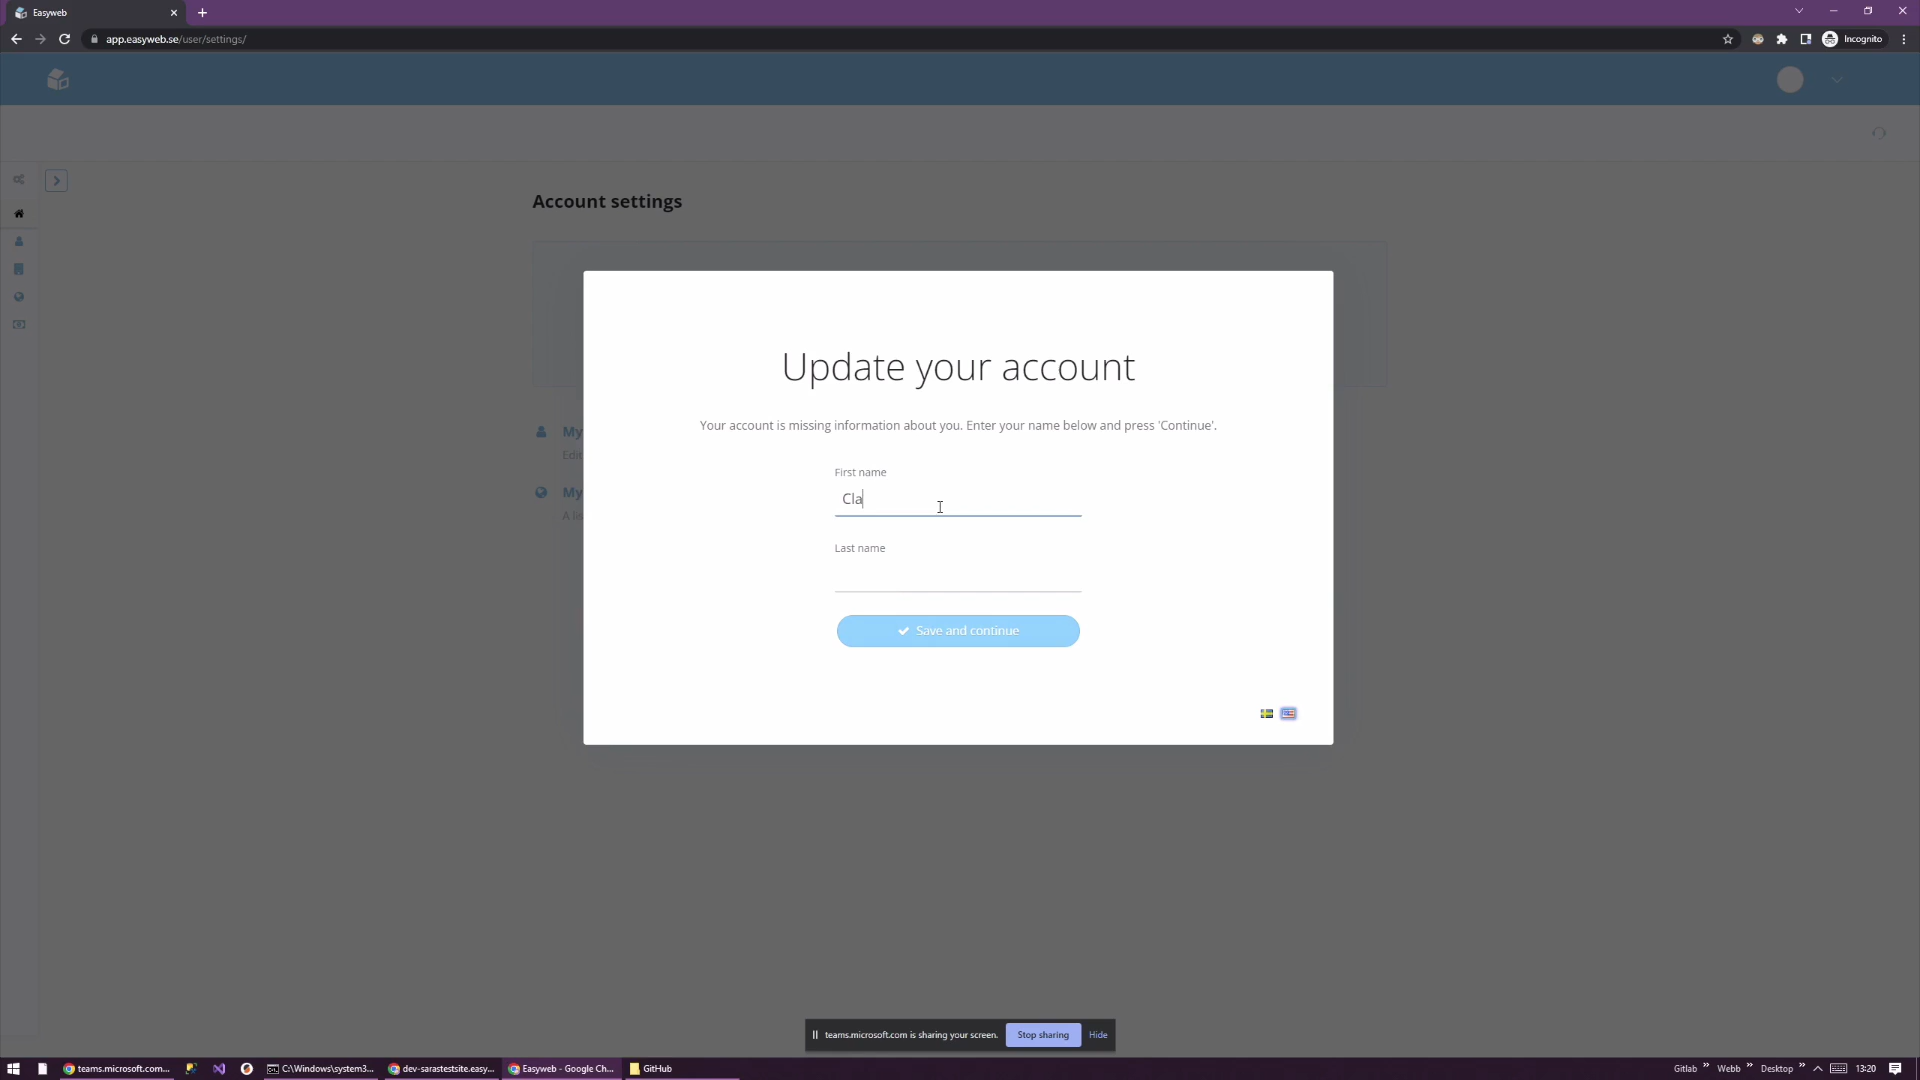 Easyweb
app.easyweb.se/user/settings/
Incognito
Account settings
Update your account
Your account is missing information about you. Enter your name below and press 'Continue'.
My
Edit
My
First name
Cla
Last name
Save and continue
teams.microsoft.com is sharing your screen.
Stop sharing
Hide
teams.microsoft.com...
C:\Windows\system3...
dev-sarastestsite.easy...
Easyweb - Google Ch...
GitHub
Gitlab
Webb
Desktop
13:20